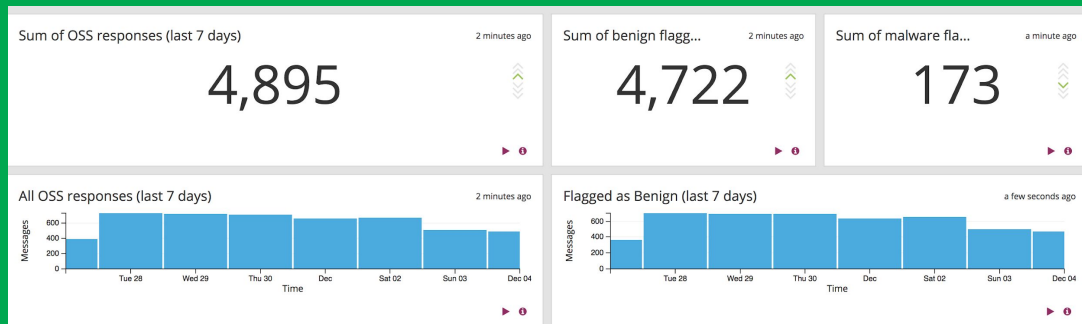 Sum of OSS responses (last 7 days)
2 minutes ago
4,895
Sum of benign flagg...
2 minutes ago
4,722
Sum of malware fla...
a minute ago
173
All OSS responses (last 7 days)
2 minutes ago
Messages
600
400
200
0
Tue 28 Wed 29 Thu 30 Dec Sat 02 Sun 03 Dec 04
Time
Flagged as Benign (last 7 days)
a few seconds ago
Messages
600
400
200
0
Tue 28 Wed 29 Thu 30 Dec Sat 02 Sun 03 Dec 04
Time